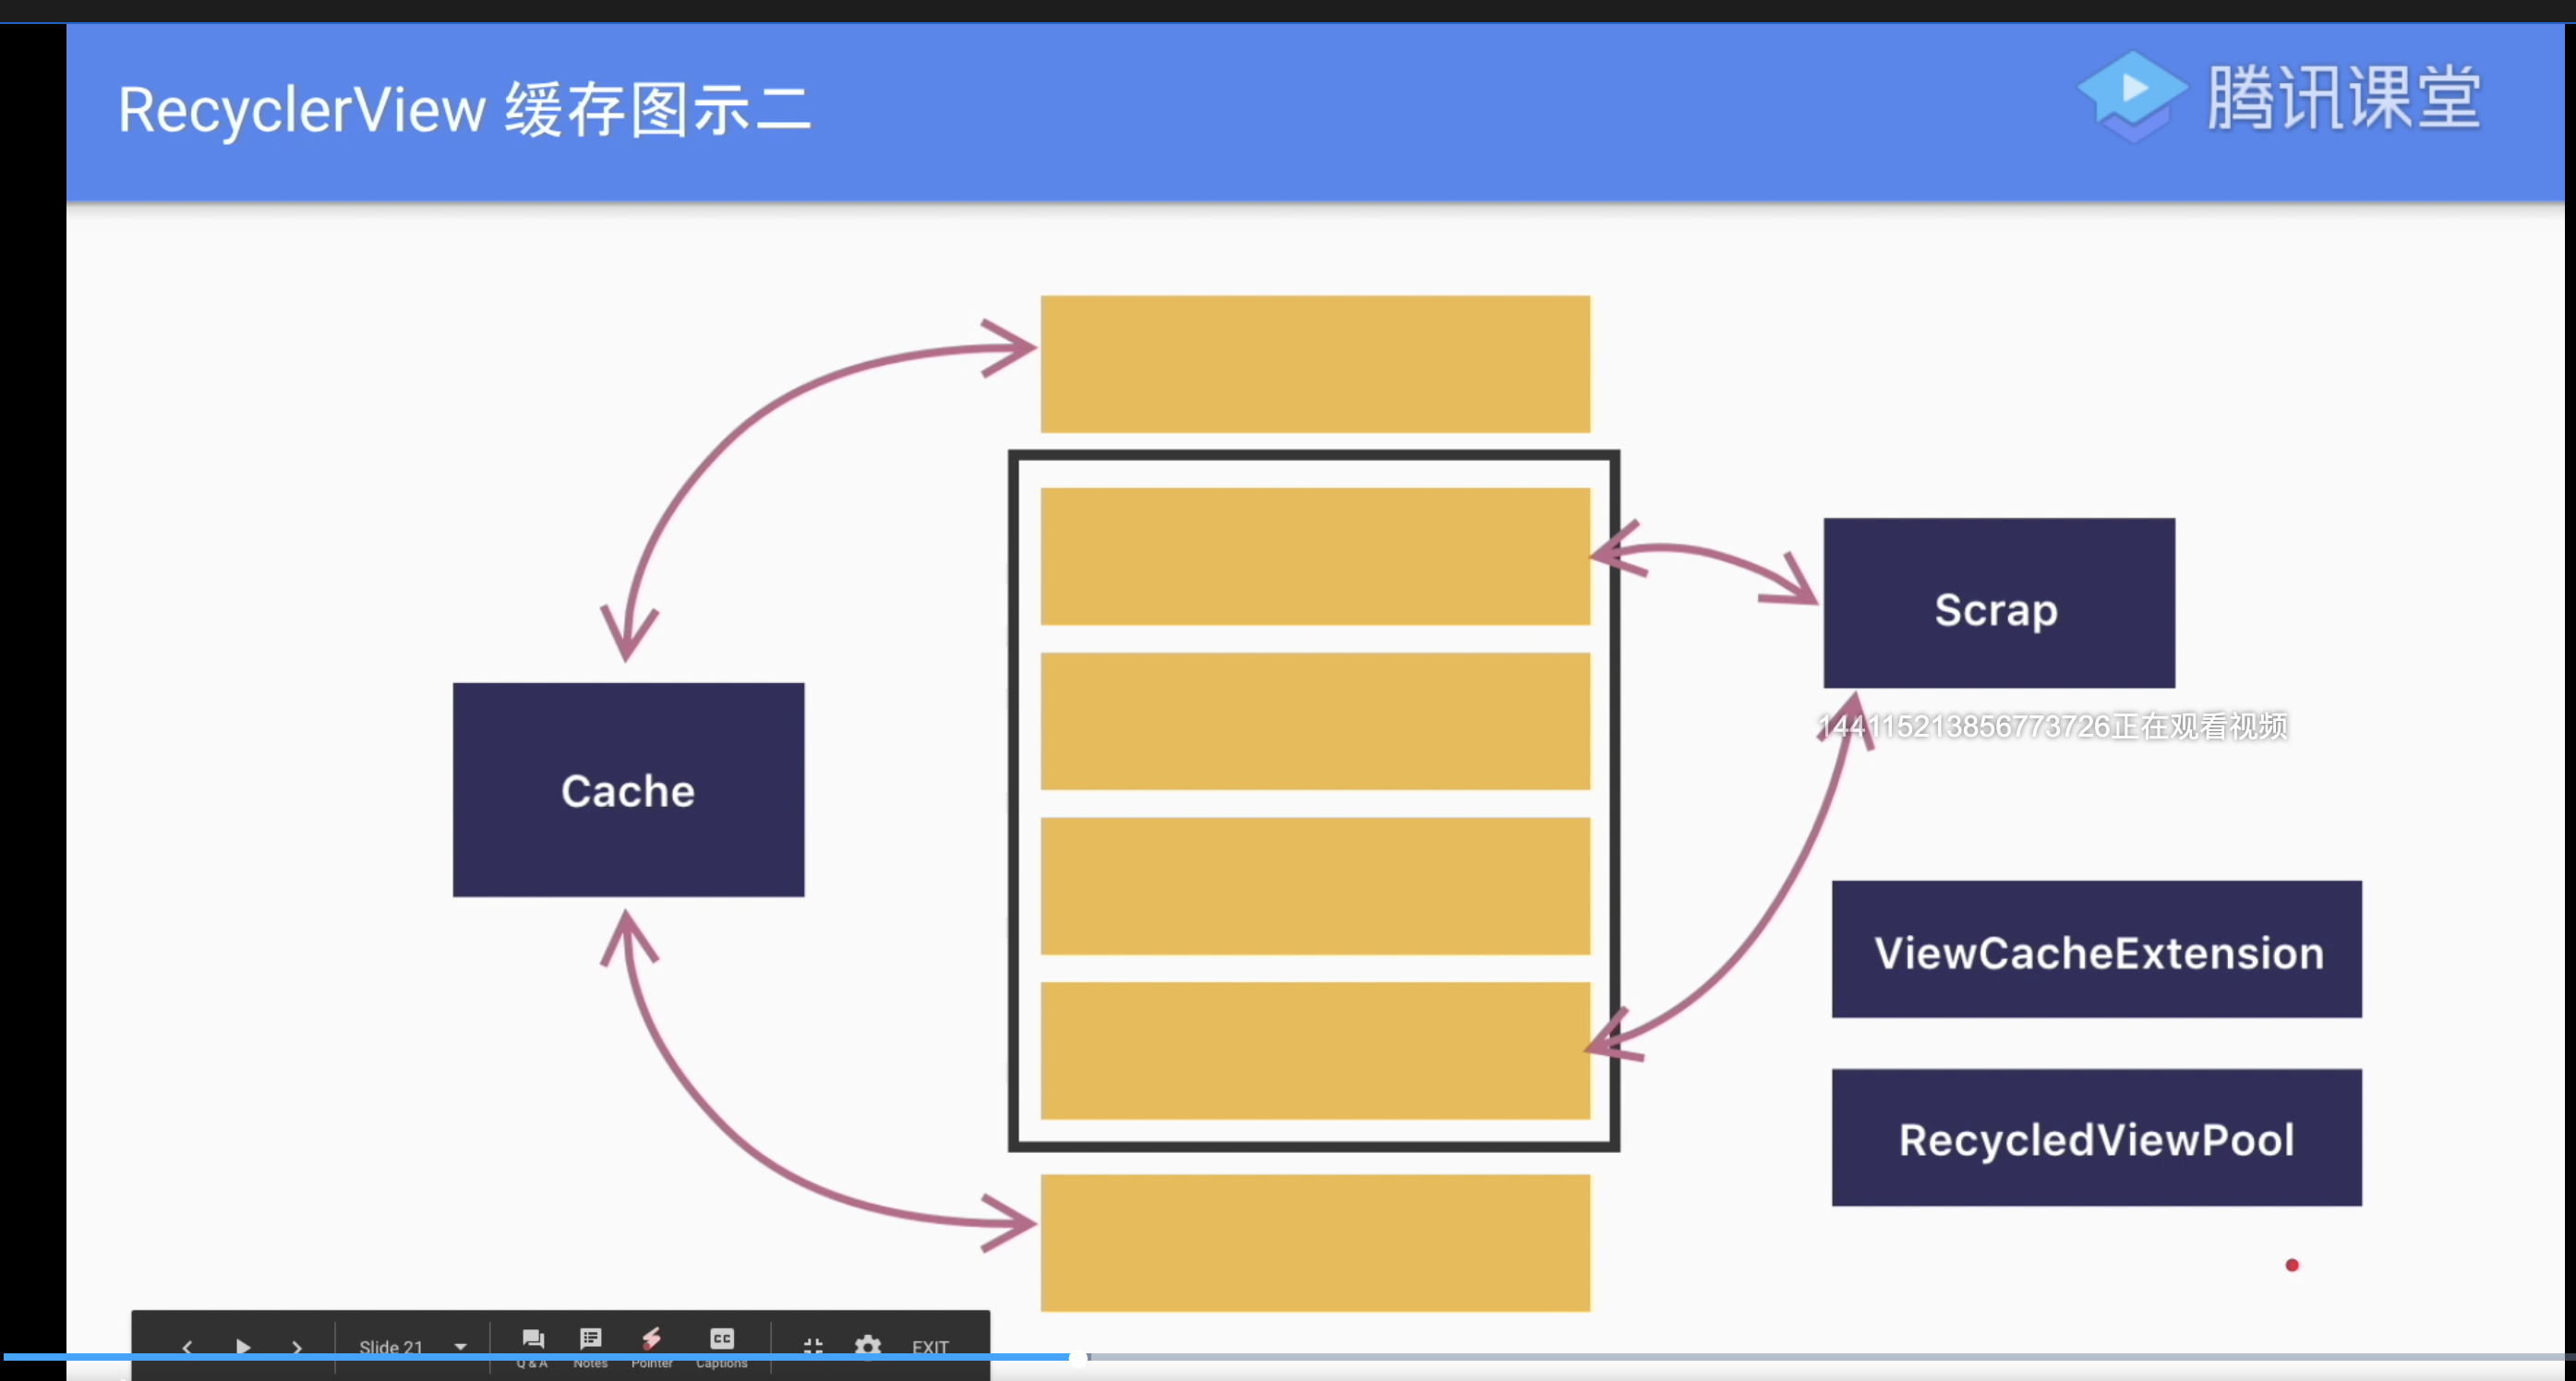 RecyclerView 缓存图示二
腾讯课堂
Scrap
144115213856773726正在观看视频
Cache
ViewCacheExtension
RecycledViewPool
Slide 21
Q & A
Notes
Pointer
CC
Captions
EXIT